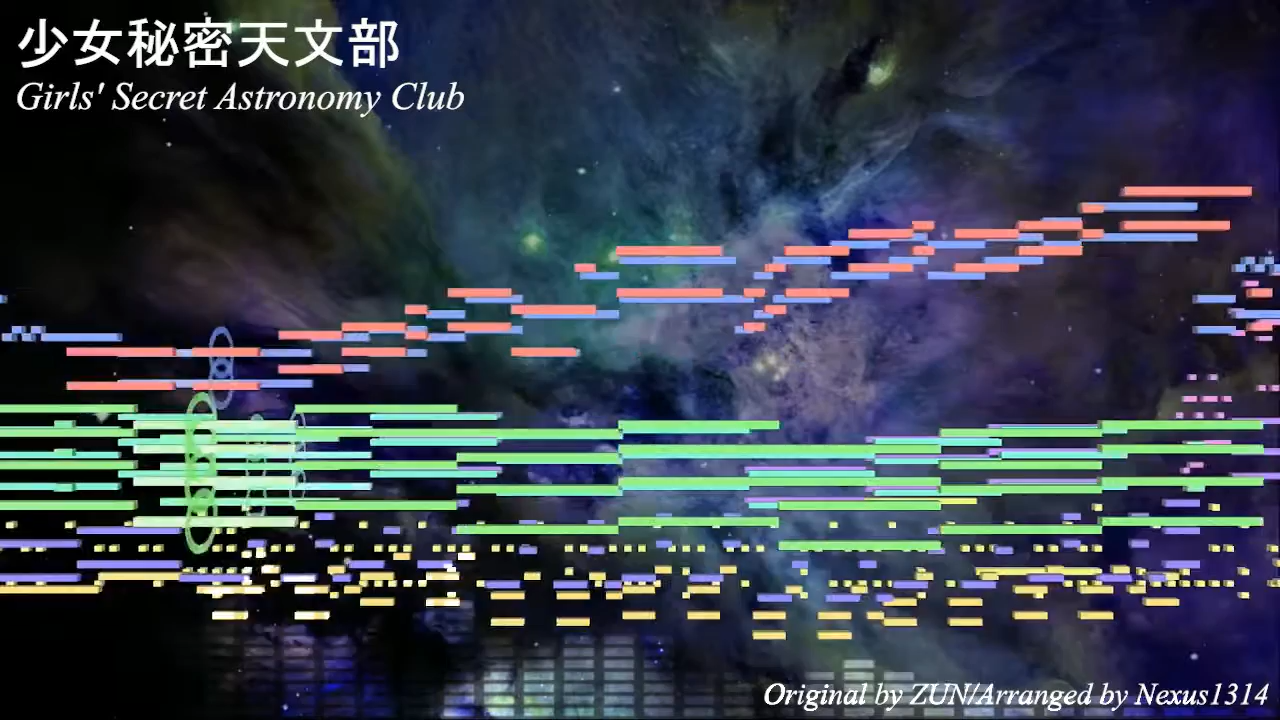 少女秘密天文部
Girls' Secret Astronomy Club
Original by ZUN/Arranged by Nexus1314